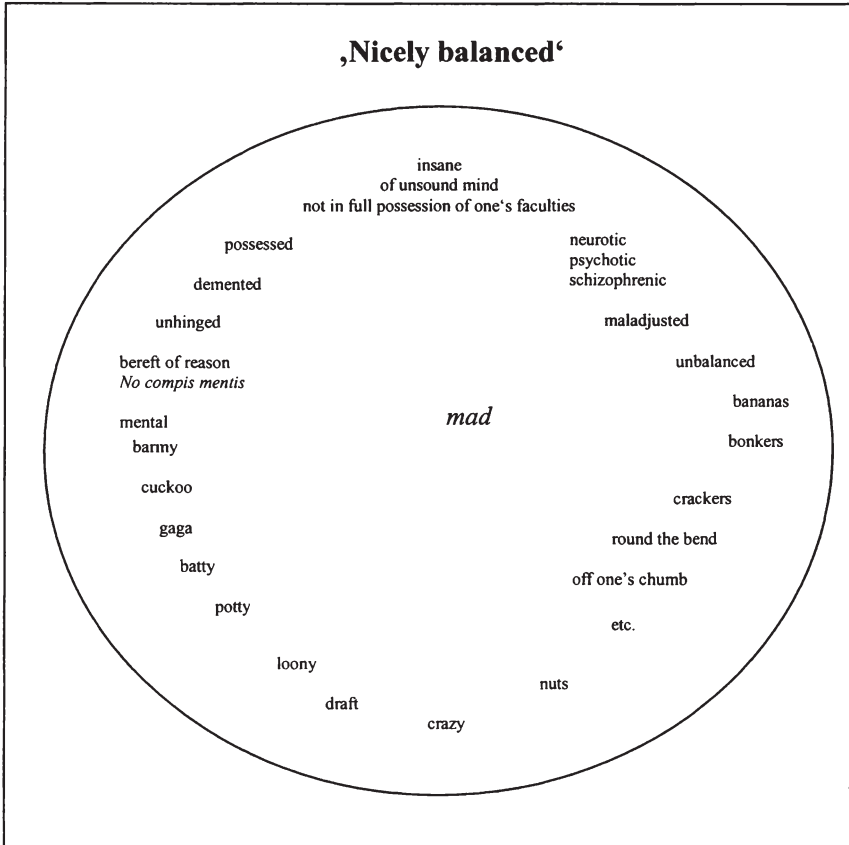 ‚Nicely balanced‘
insane
of unsound mind
not in full possession of one‘s faculties
possessed
neurotic
psychotic
schizophrenic
demented
unhinged
maladjusted
bereft of reason
No compis mentis
unbalanced
bananas
mental
mad
barmy
bonkers
cuckoo
crackers
gaga
round the bend
batty
off one‘s chumb
potty
etc.
loony
nuts
draft
crazy